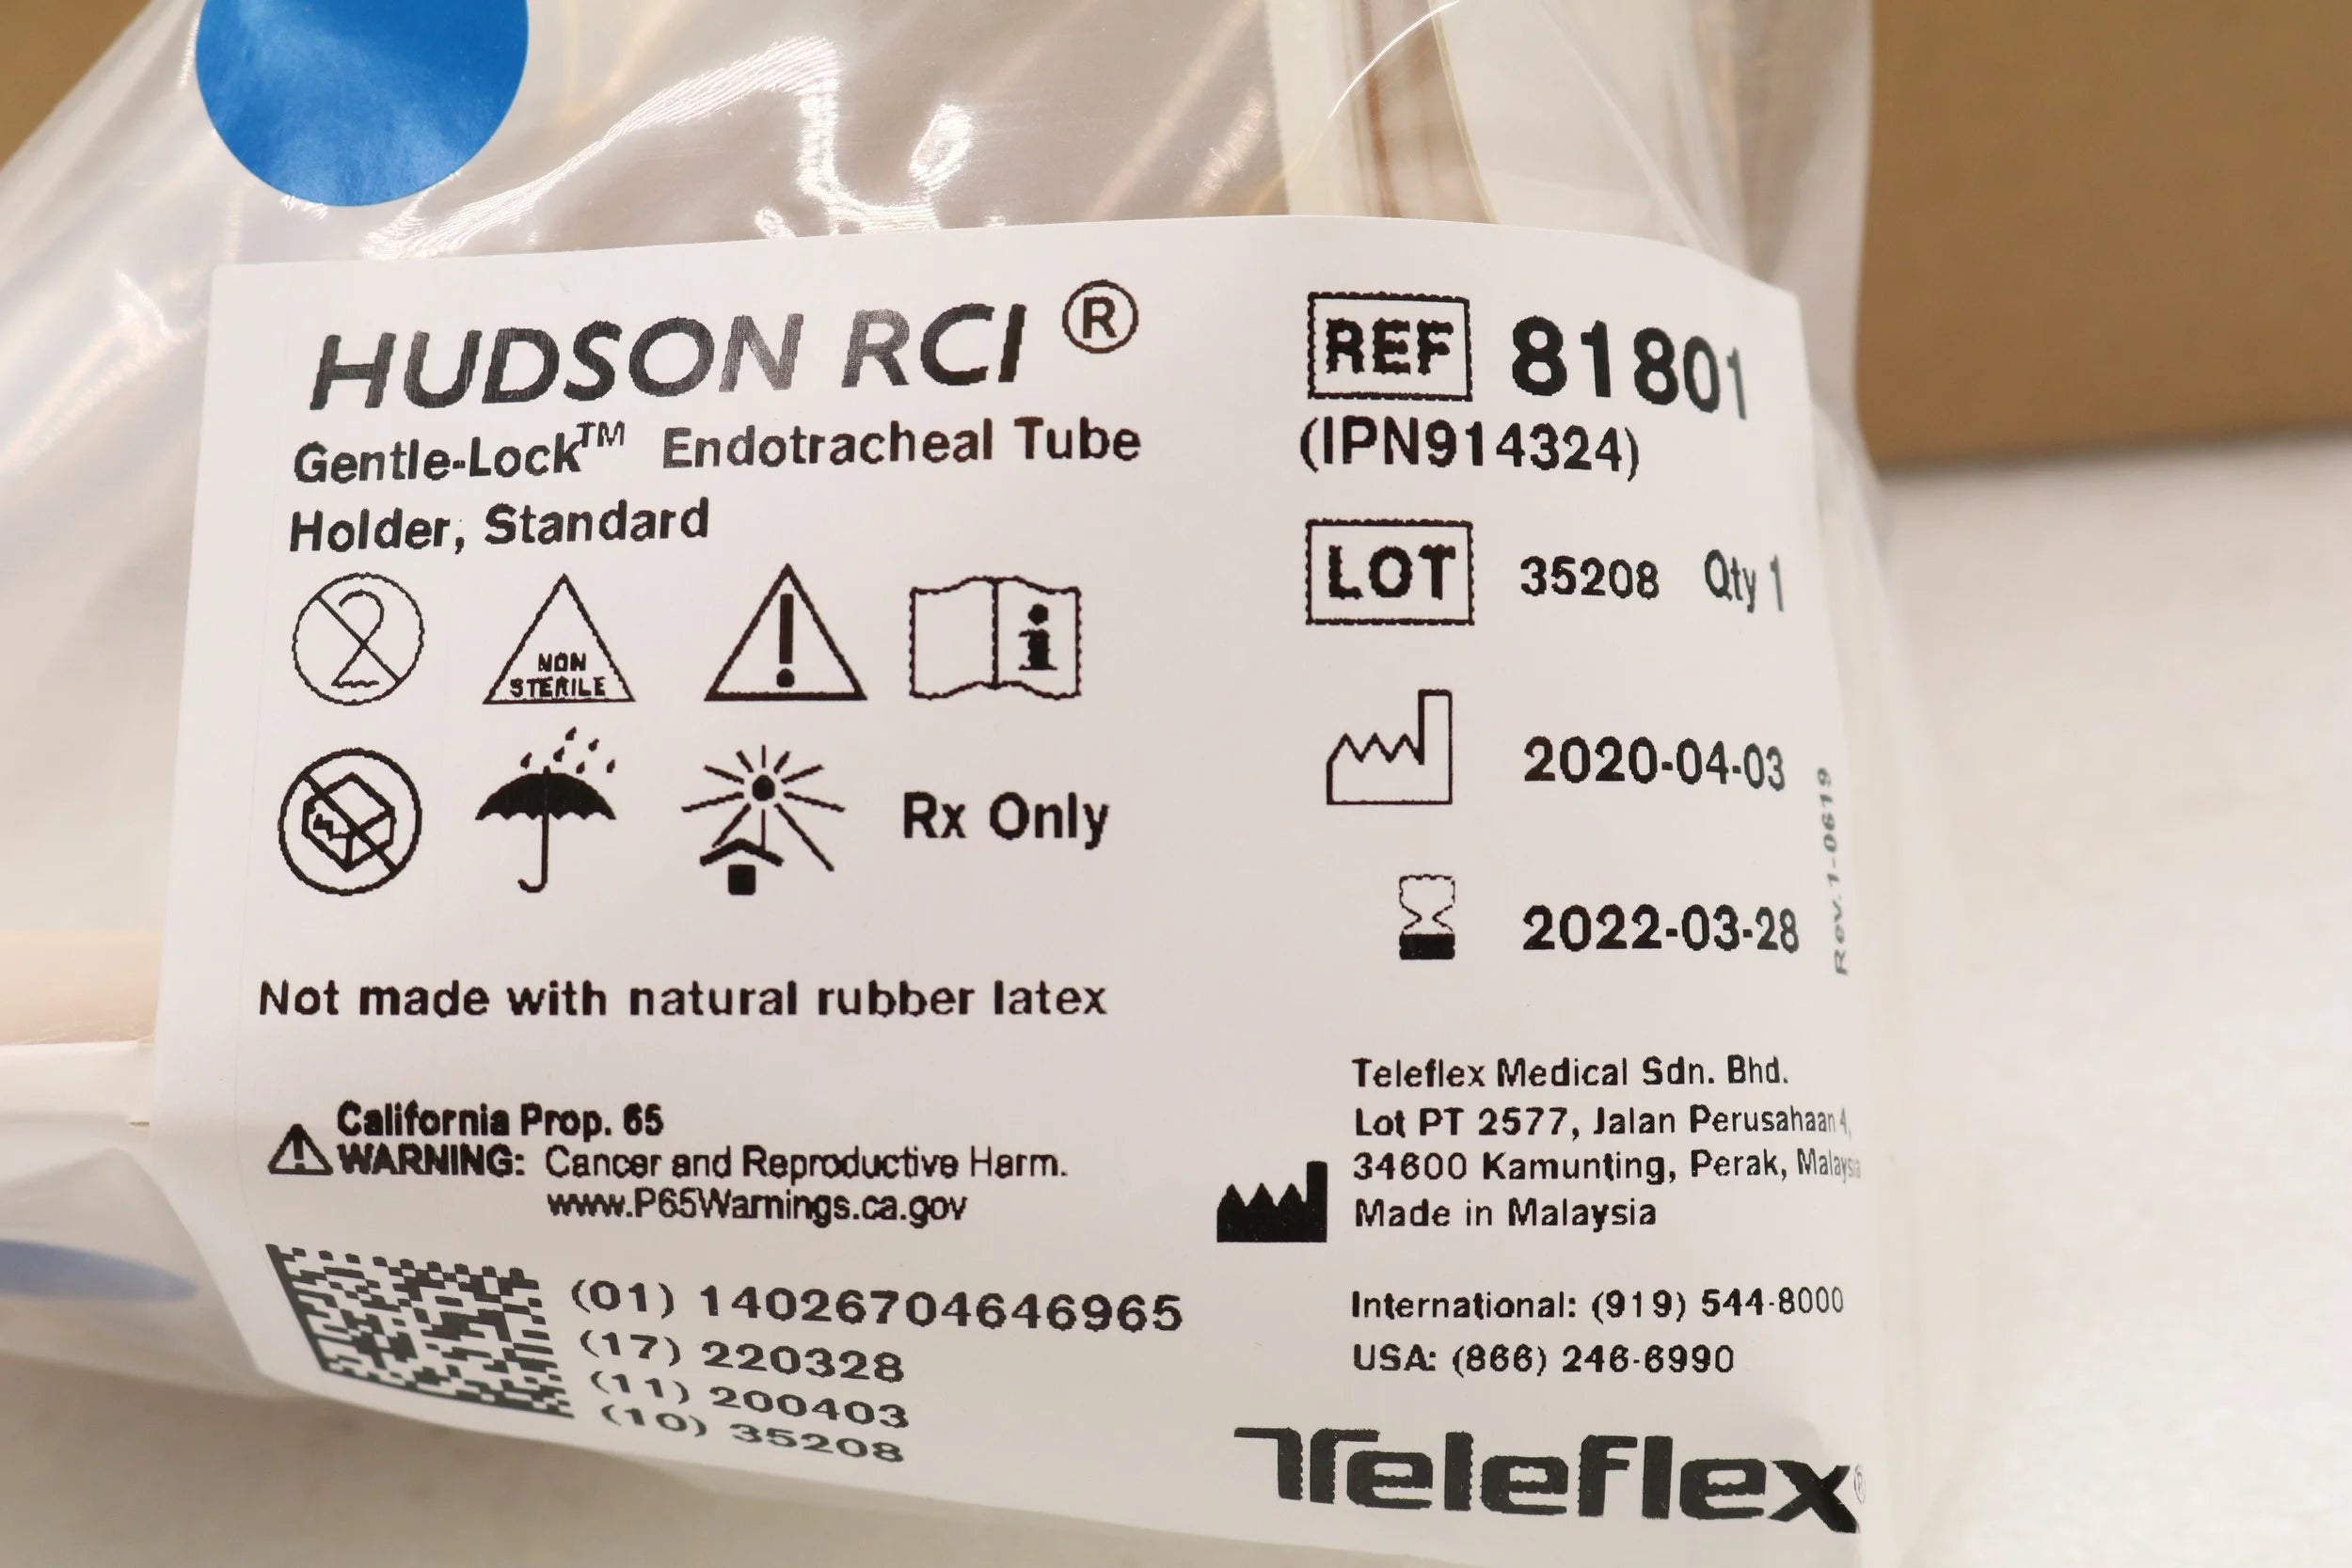 HUDSON RCI ®
Gentle-Lock™ Endotracheal Tube
Holder, Standard
2
NON
STERILE
Rx Only
Not made with natural rubber latex
California Prop. 65
WARNING: Cancer and Reproductive Harm.
www.P65Warnings.ca.gov
(01) 14026704646965
(17) 220328
(11) 200403
(10) 35208
REF 81801
(IPN914324)
LOT 35208 Qty 1
2020-04-03
2022-03-28
Rev.1-0619
Teleflex Medical Sdn. Bhd.
Lot PT 2577, Jalan Perusahaan 4,
34600 Kamunting, Perak, Malaysia
Made in Malaysia
International: (919) 544-8000
USA: (866) 246-6990
Teleflex®